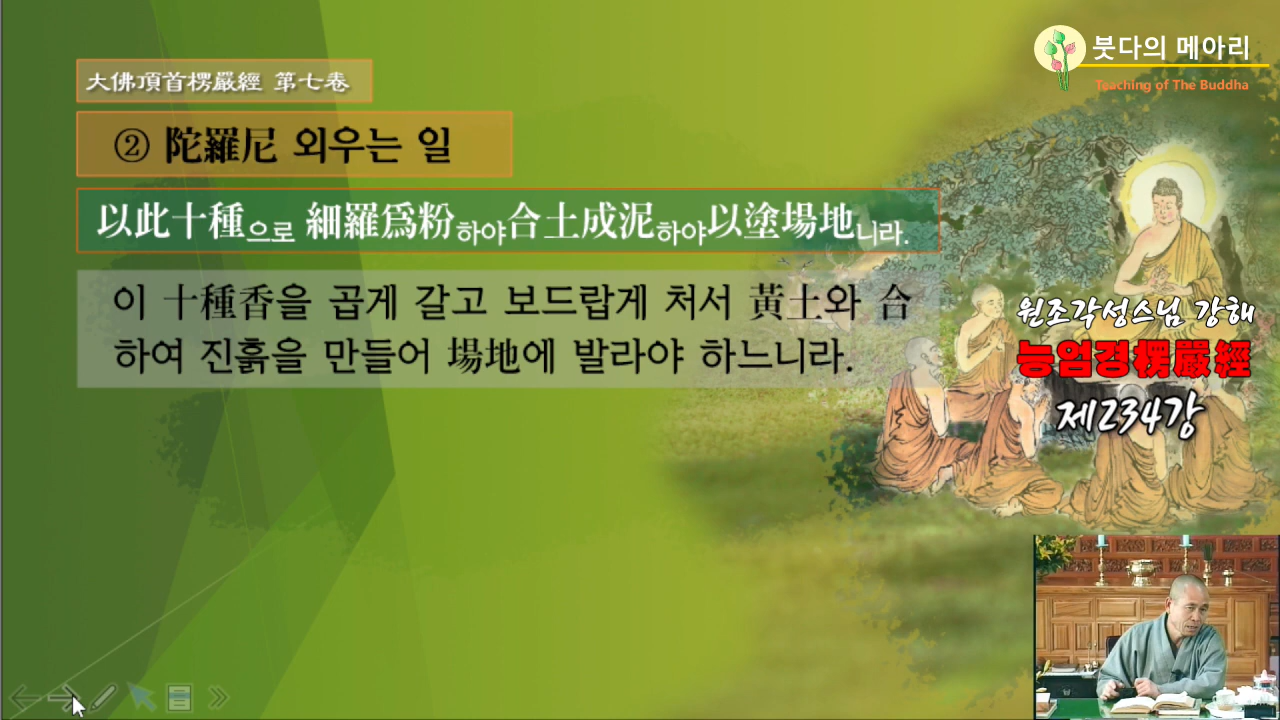 大佛頂首楞嚴經 第七卷
② 陀羅尼 외우는 일
以此十種으로 細羅爲粉하야合土成泥하야以塗場地니라.
이 十種香을 곱게 갈고 보드랍게 처서 黃土와 合
하여 진흙을 만들어 場地에 발라야 하느니라.
붓다의 메아리
Teaching of The Buddha
원조각성스님 강해
능엄경楞嚴經
제234강